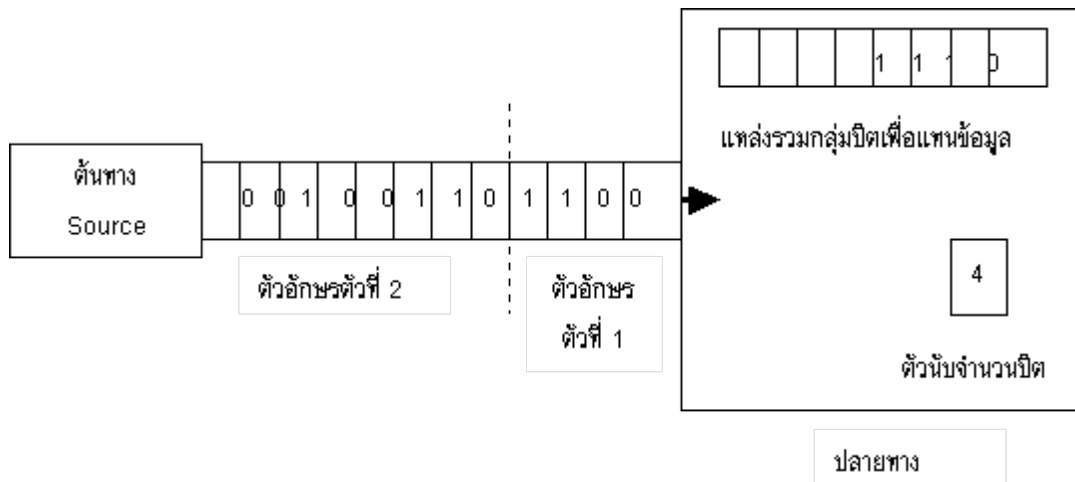 1 1 1 0
แหล่งรวมกลุ่มบิตเพื่อแทนข้อมูล
ต้นทาง
Source
0 0 1 0 0 1 1 0 1 1 0 0
4
ตัวอักษรตัวที่ 2
ตัวอักษร
ตัวที่ 1
ตัวนับจำนวนบิต
ปลายทาง